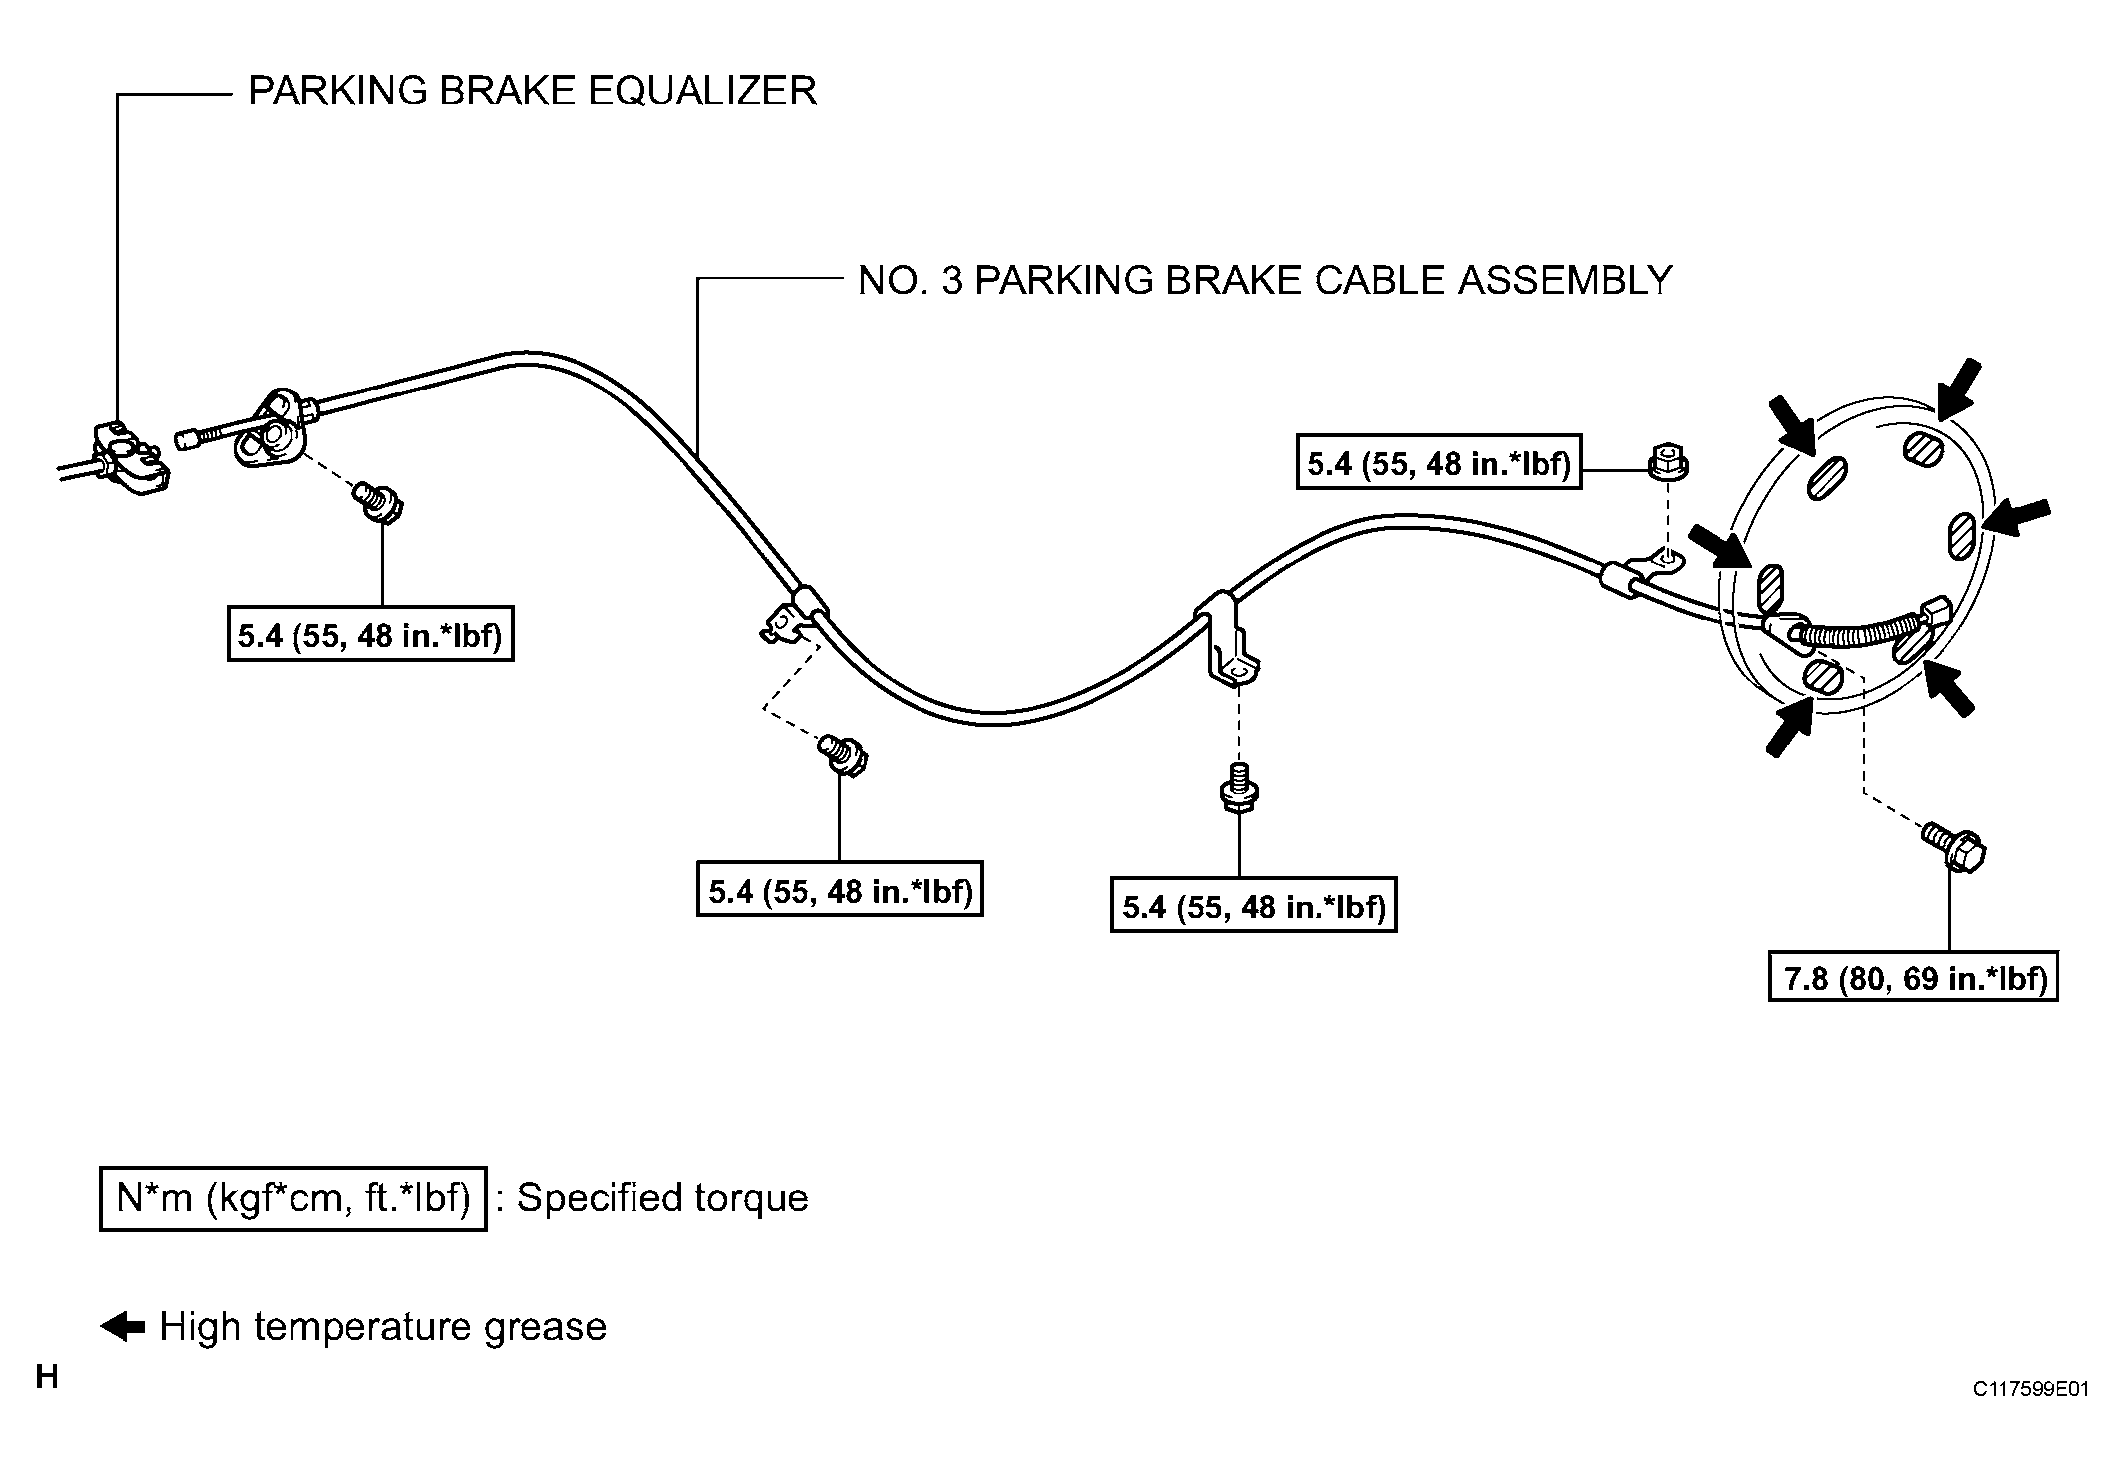 PARKING BRAKE EQUALIZER
NO. 3 PARKING BRAKE CABLE ASSEMBLY
5.4 (55, 48 in.*lbf)
5.4 (55, 48 in.*lbf)
5.4 (55, 48 in.*lbf)
5.4 (55, 48 in.*lbf)
7.8 (80, 69 in.*lbf)
N*m (kgf*cm, ft.*lbf) : Specified torque
High temperature grease
H
C117599E01